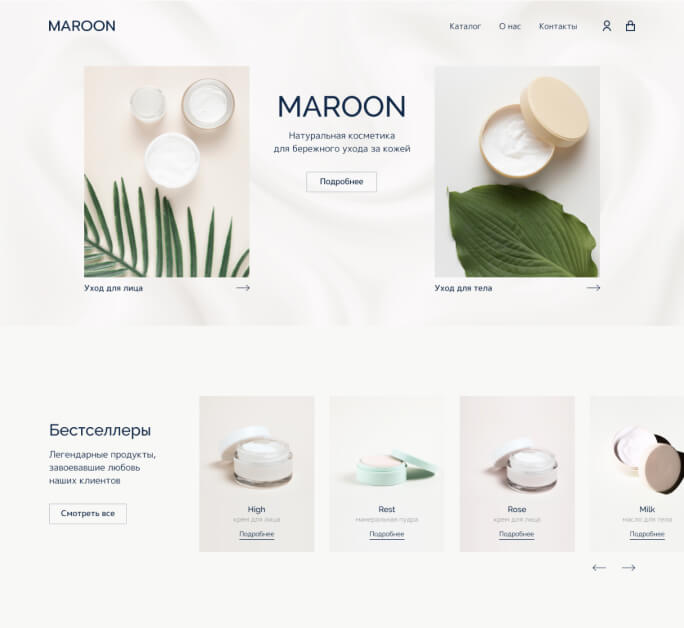 MAROON
Каталог
О нас
Контакты
MAROON
Натуральная косметика
для бережного ухода за кожей
Подробнее
Уход для лица
Уход для тела
Бестселлеры
Легендарные продукты,
завоевавшие любовь
наших клиентов
Смотреть все
High
крем для лица
Подробнее
Rest
минеральная пудра
Подробнее
Rose
крем для лица
Подробнее
Milk
масло для тела
Подробнее